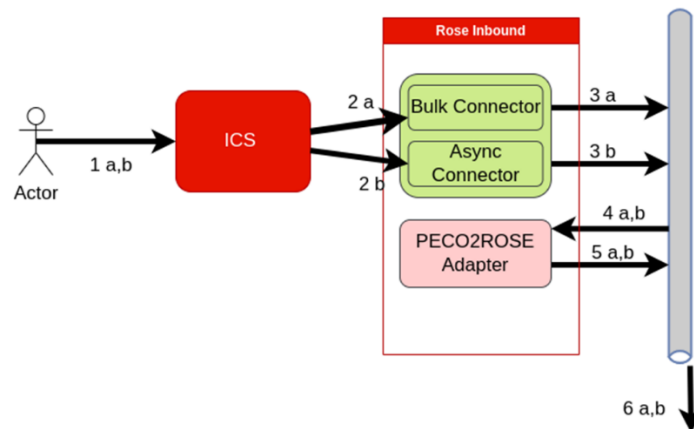 Rose Inbound
2 a
Bulk Connector
3 a
ICS
1 a,b
Async
Connector
3 b
2 b
Actor
4 a,b
PECO2ROSE
Adapter
5 a,b
6 a,b